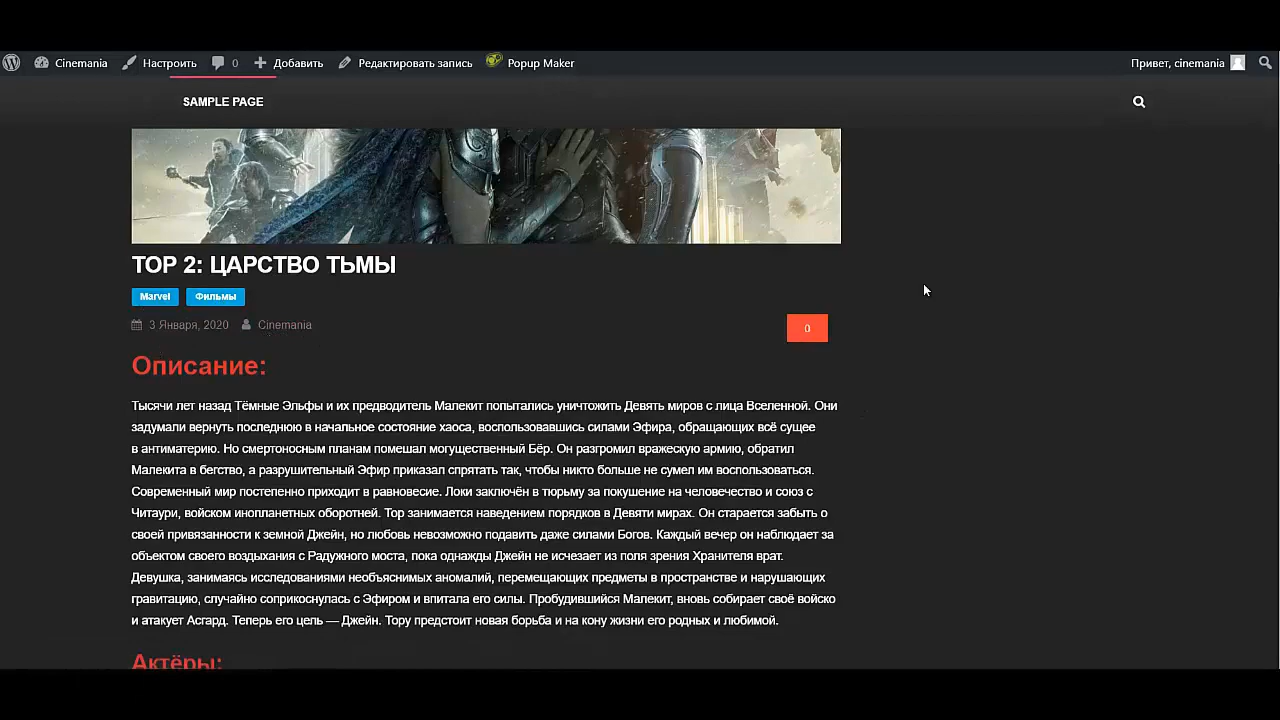 Cinemania Настроить 0 Добавить Редактировать запись Popup Maker Привет, cinemania
SAMPLE PAGE
ТОР 2: ЦАРСТВО ТЬМЫ
Marvel Фильмы
3 Января, 2020 Cinemania 0
Описание:
Тысячи лет назад Тёмные Эльфы и их предводитель Малекит попытались уничтожить Девять миров с лица Вселенной. Они
задумали вернуть последнюю в начальное состояние хаоса, воспользовавшись силами Эфира, обращающих всё сущее
в антиматерию. Но смертоносным планам помешал могущественный Бёр. Он разгромил вражескую армию, обратил
Малекита в бегство, а разрушительный Эфир приказал спрятать так, чтобы никто больше не сумел им воспользоваться.
Современный мир постепенно приходит в равновесие. Локи заключён в тюрьму за покушение на человечество и союз с
Читаури, войском инопланетных оборотней. Тор занимается наведением порядков в Девяти мирах. Он старается забыть о
своей привязанности к земной Джейн, но любовь невозможно подавить даже силами Богов. Каждый вечер он наблюдает за
объектом своего воздыхания с Радужного моста, пока однажды Джейн не исчезает из поля зрения Хранителя врат.
Девушка, занимаясь исследованиями необъяснимых аномалий, перемещающих предметы в пространстве и нарушающих
гравитацию, случайно соприкоснулась с Эфиром и впитала его силы. Пробудившийся Малекит, вновь собирает своё войско
и атакует Асгард. Теперь его цель — Джейн. Тору предстоит новая борьба и на кону жизни его родных и любимой.
Актёры: